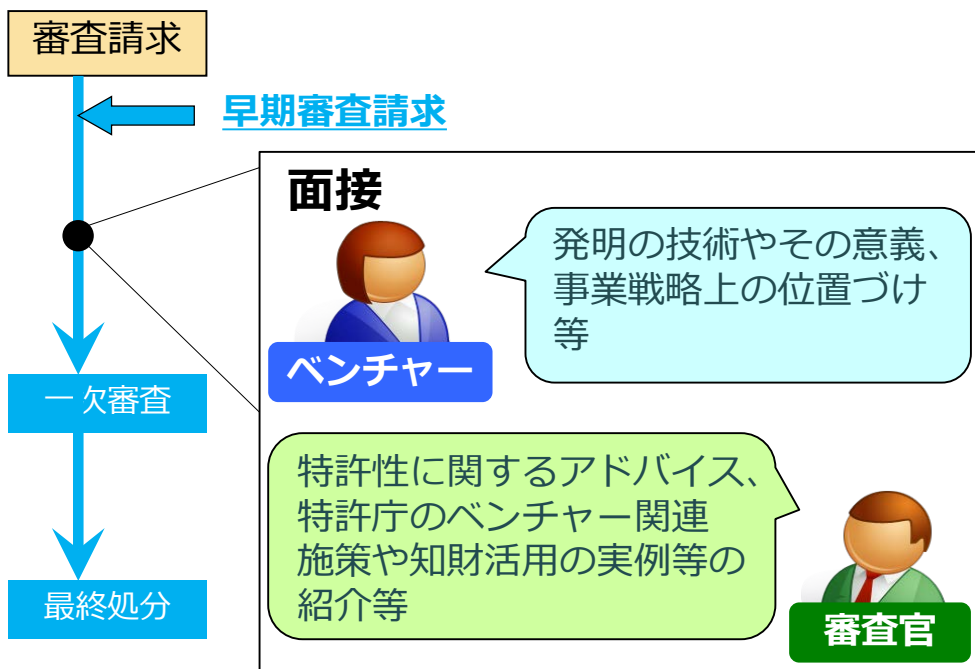 審査請求
早期審査請求
面接
発明の技術やその意義、
事業戦略上の位置づけ
等
ベンチャー
一次審査
特許性に関するアドバイス、
特許庁のベンチャー関連
施策や知財活用の実例等の
紹介等
最終処分
審査官